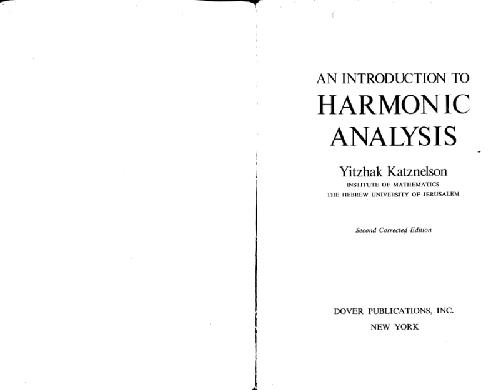 AN INTRODUCTION TO
HARMONIC
ANALYSIS
Yitzhak Katznelson
INSTITUTE OF MATHEMATICS
THE HEBREW UNIVERSITY OF JERUSALEM
Second Corrected Edition
DOVER PUBLICATIONS, INC.
NEW YORK